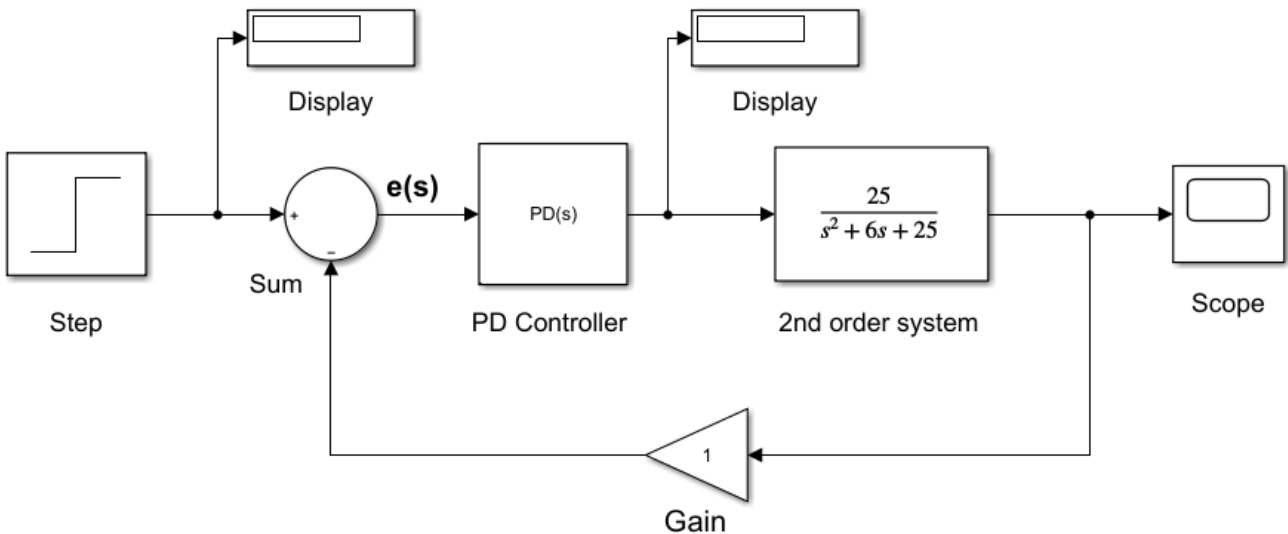 Display
Display
e(s)
+
−
PD(s)
25
s² + 6s + 25
Sum
Step
PD Controller
2nd order system
Scope
1
Gain